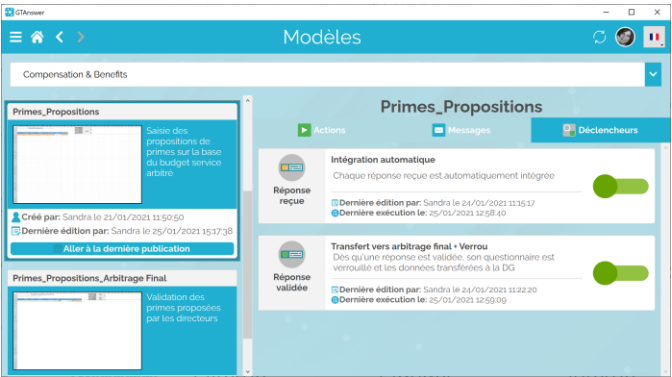 GTAnswer
Modèles
Compensation & Benefits
Primes_Propositions
Saisie des
propositions de
primes sur la base
du budget service
arbitré
Créé par: Sandra le 21/01/2021 11:50:50
Dernière édition par: Sandra le 25/01/2021 15:17:38
Aller à la dernière publication
Primes_Propositions_Arbitrage Final
Validation des
primes proposées
par les directeurs
Primes_Propositions
Actions
Messages
Déclencheurs
Réponse
reçue
Intégration automatique
Chaque réponse reçue est automatiquement intégrée
Dernière édition par: Sandra le 24/01/2021 11:15:17
Dernière exécution le: 25/01/2021 12:58:40
Réponse
validée
Transfert vers arbitrage final + Verrou
Dès qu'une réponse est validée, son questionnaire est
verrouillé et les données transférées à la DG
Dernière édition par: Sandra le 24/01/2021 11:22:20
Dernière exécution le: 25/01/2021 12:59:09